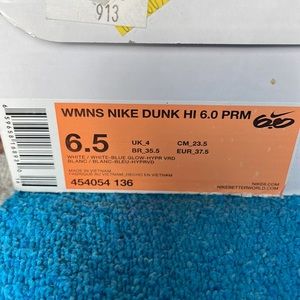 913
WMNS NIKE DUNK HI 6.0 PRM
6.0
6.5
UK_4
CM_23.5
BR_35.5
EUR_37.5
WHITE / WHITE-BLUE GLOW-HYPR VRD
BLANC / BLANC-BLEU-HYPRVD
MADE IN VIETNAM
FABRIQUE AU VIETNAM,HECHO EN VIETNAM
454054 136
NIKE6.COM
NIKEBETTERWORLD.COM